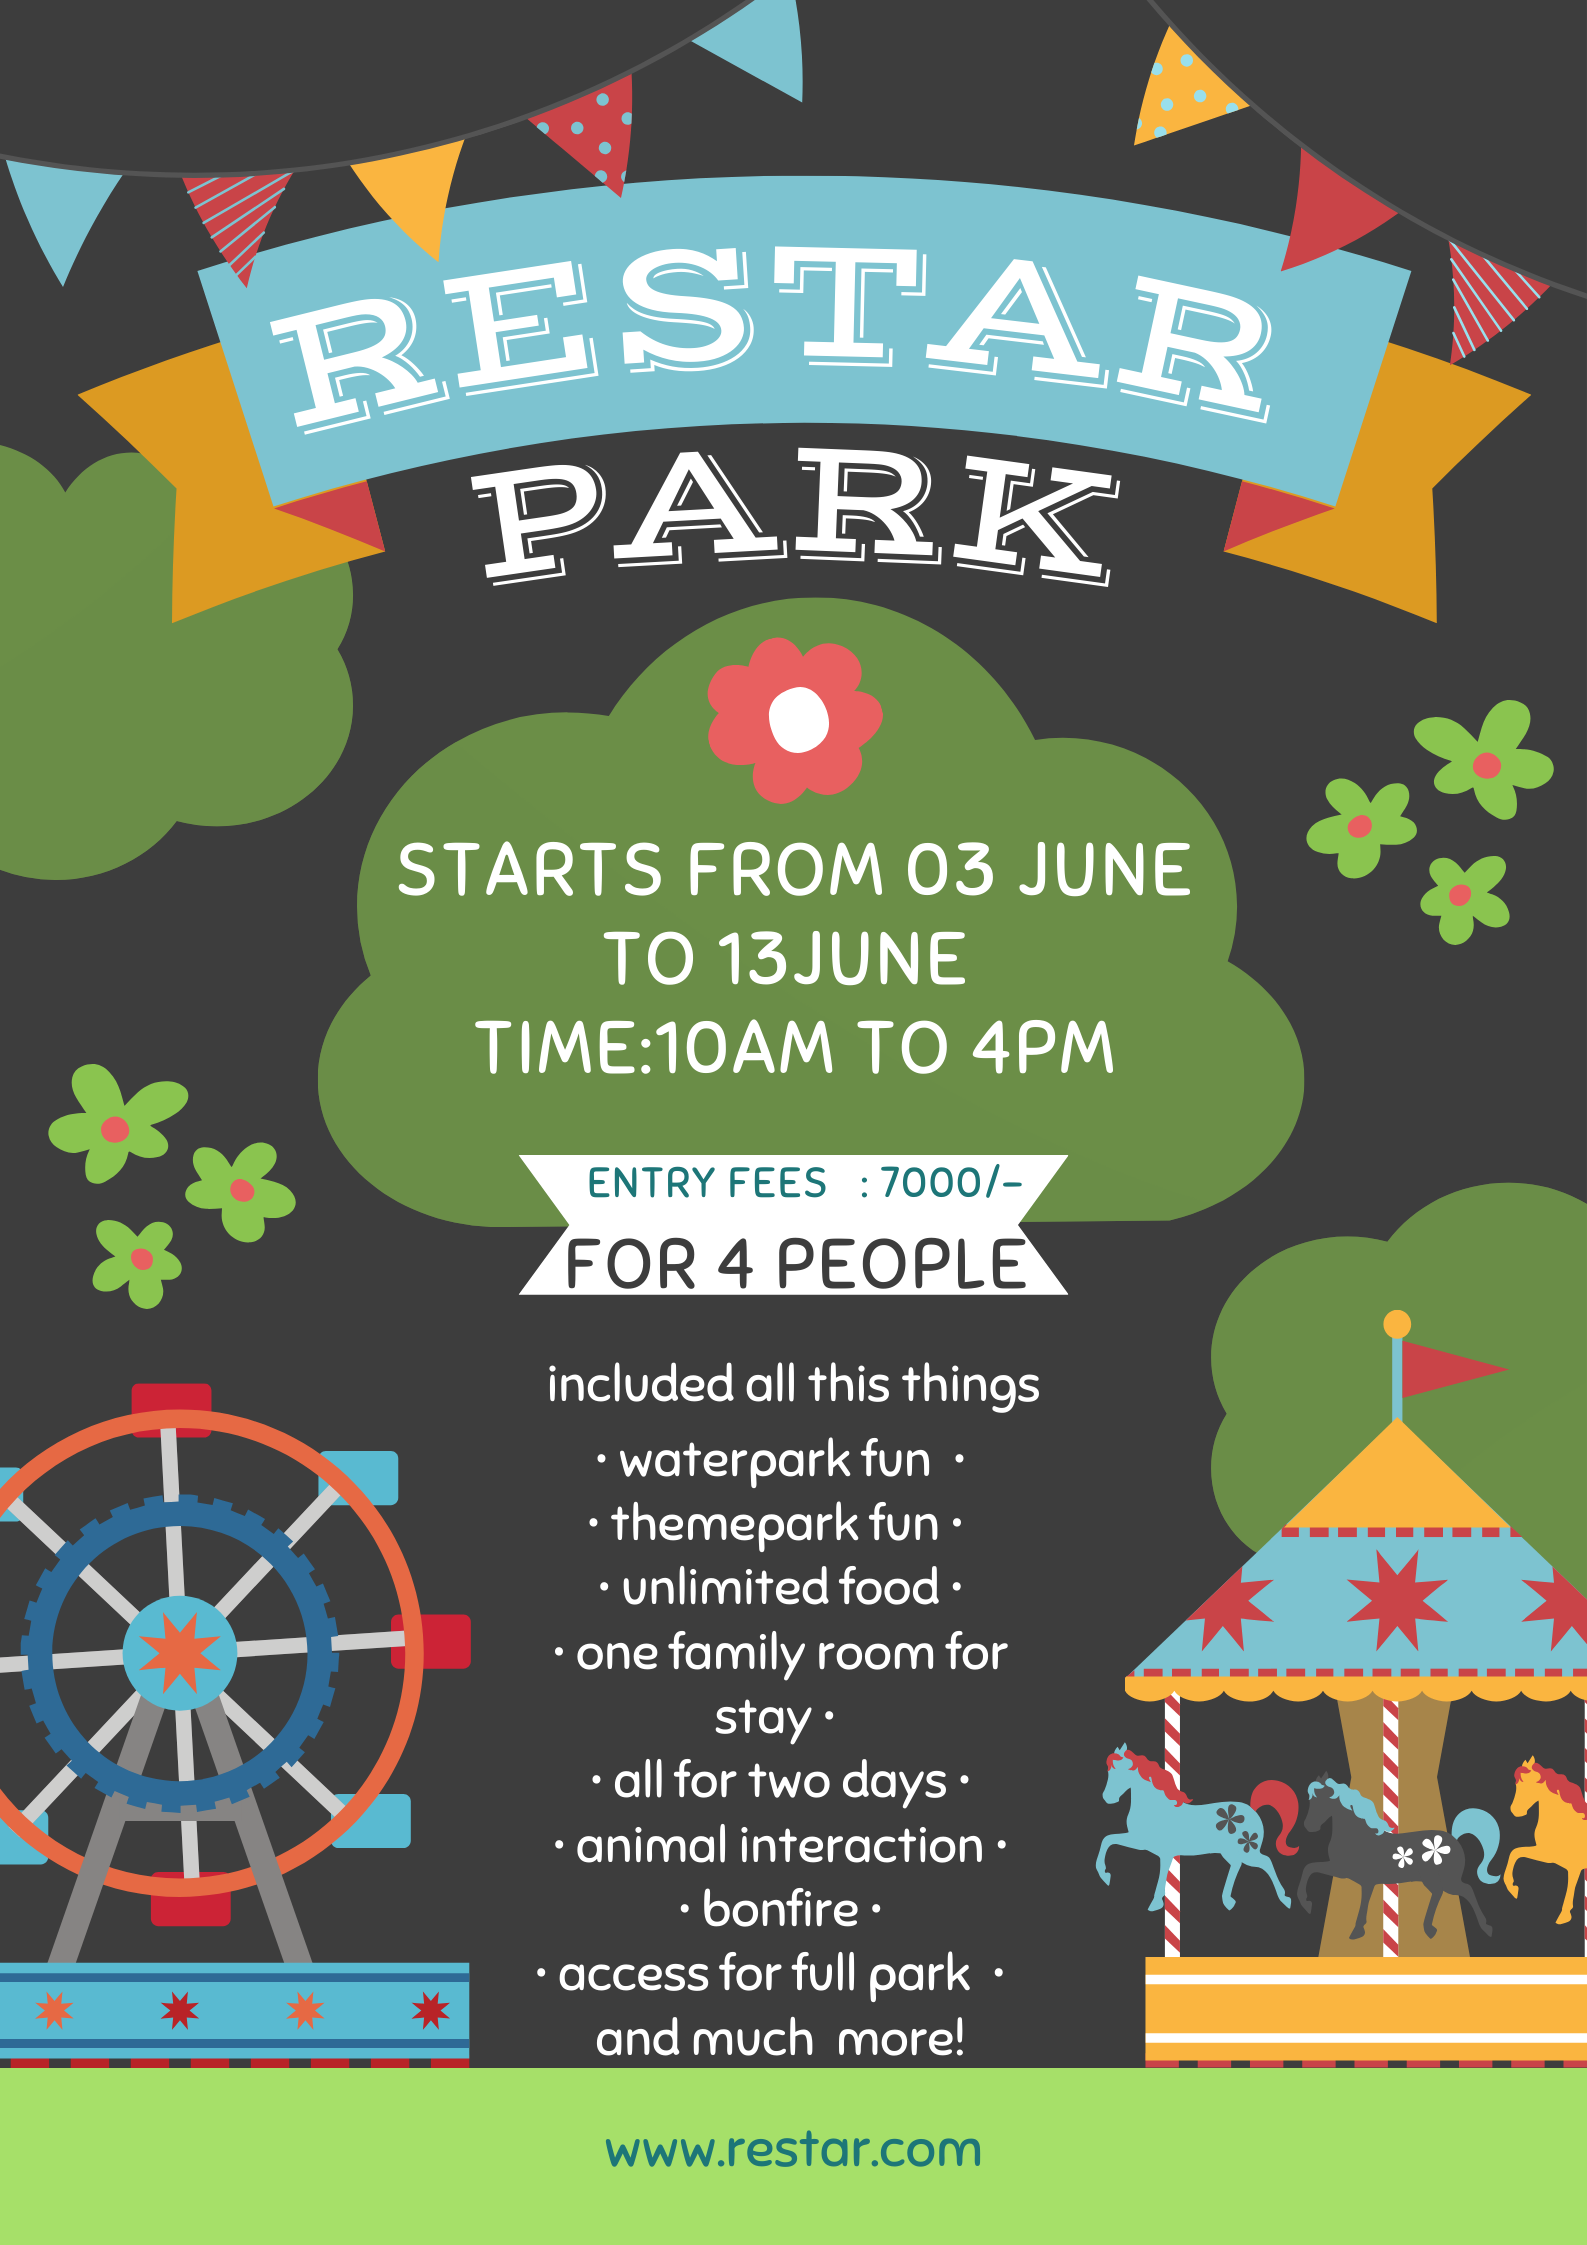 RESTAR
PARK
STARTS FROM 03 JUNE
TO 13JUNE
TIME:10AM TO 4PM
ENTRY FEES : 7000/-
FOR 4 PEOPLE
included all this things
• waterpark fun •
• themepark fun •
• unlimited food •
• one family room for
stay •
• all for two days •
• animal interaction •
• bonfire •
• access for full park •
and much more!
www.restar.com